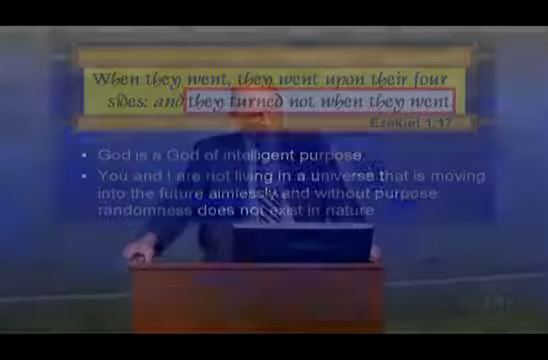 When they went, they went upon their four
sides: and they turned not when they went.
Ezekiel 1:17
• God is a God of intelligent purpose.
• You and I are not living in a universe that is moving
into the future aimlessly and without purpose:
randomness does not exist in nature